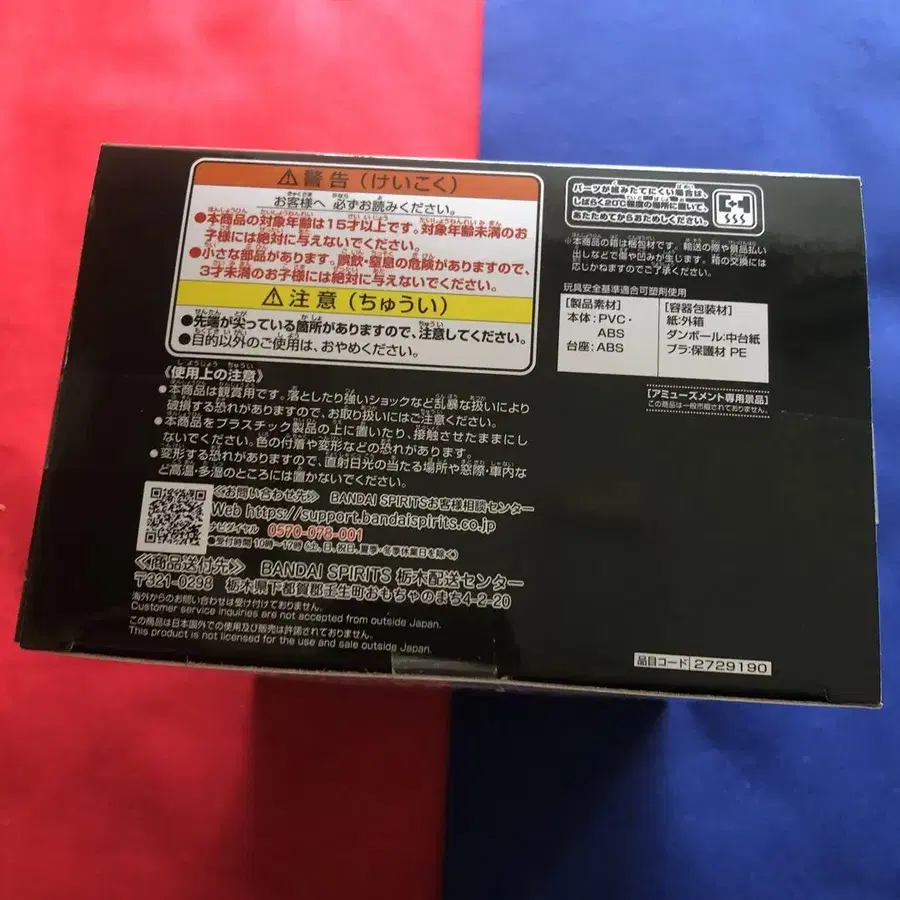 ⚠警告（けいこく）
お客様へ 必ずお読みください。
●本商品の対象年齢は15才以上です。対象年齢未満のお
子様には絶対に与えないでください。
●小さな部品があります。誤飲・窒息の危険がありますので、
3才未満のお子様には絶対に与えないでください。
⚠注意（ちゅうい）
●先端が尖っている箇所がありますので、注意してください。
●目的以外のご使用は、おやめください。
《使用上の注意》
●本商品は観賞用です。落としたり強いショックなど乱暴な扱いにより
破損する恐れがありますので、お取り扱いにはご注意ください。
●本商品をプラスチック製品の上に置いたり、接触させたままにし
ないでください。色の付着や変形などの恐れがあります。
●変形する恐れがありますので、直射日光の当たる場所や窓際・車内な
ど高温・多湿のところには置かないでください。
《お問い合わせ先》 BANDAI SPIRITSお客様相談センター
Web https://support.bandaispirits.co.jp
ナビダイヤル 0570-078-001
●受付時間 10時〜17時（土、日、祝日、夏季・冬季休業日を除く）
《商品送付先》 BANDAI SPIRITS 栃木配送センター
〒321-0298 栃木県下都賀郡壬生町おもちゃのまち4-2-20
海外からのお問い合わせは受け付けておりません。
Customer service inquiries are not accepted from outside Japan.
この商品は日本国外での使用及び販売は許諾されておりません。
This product is not licensed for the use and sale outside Japan.
パーツが組みたてにくい場合は、
しばらく20℃程度の場所に置いて、
あたためてからおためしください。
※本商品の箱は梱包材です。輸送の際や景品払い
出しなどで傷や凹みが生じます。箱の交換には
応じかねますのでご了承ください。
玩具安全基準適合可塑剤使用
【製品素材】
本体：PVC・
ABS
台座：ABS
【容器包装材】
紙：外箱
ダンボール：中台紙
プラ：保護材 PE
【アミューズメント専用景品】
この商品は一般市販されておりません。
品目コード 2729190